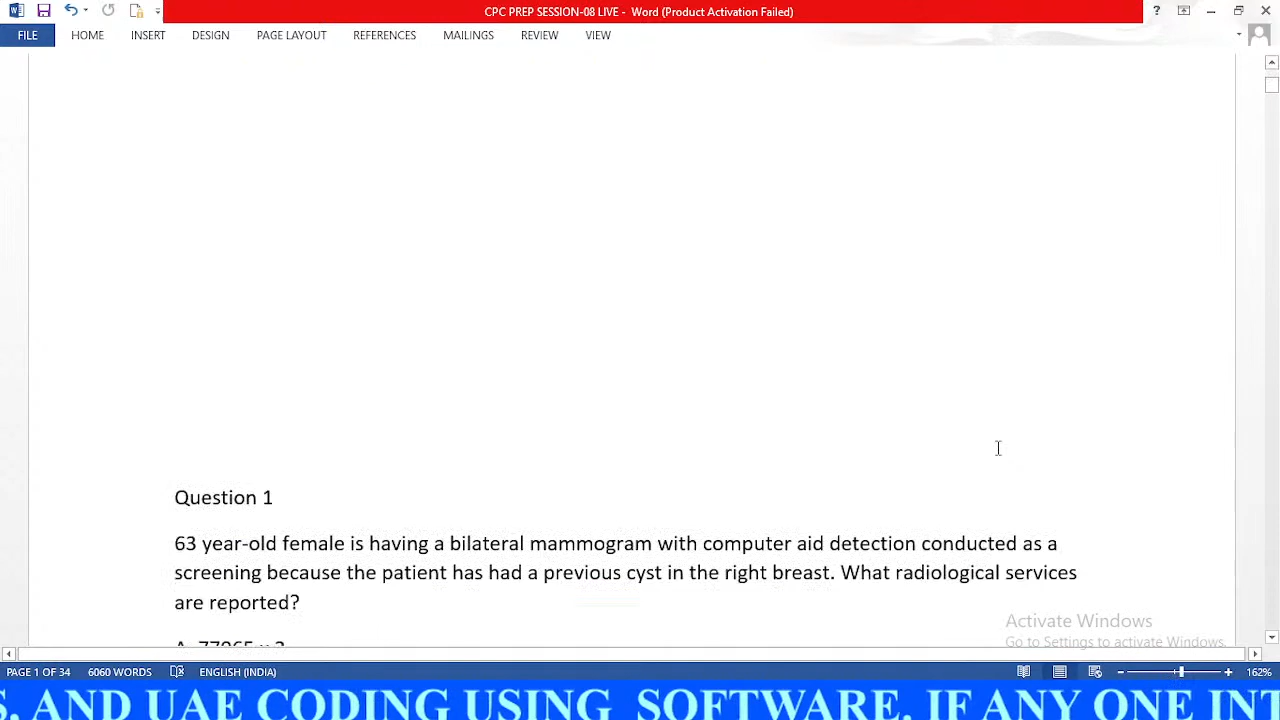 CPC PREP SESSION-08 LIVE - Word (Product Activation Failed)
?
FILE HOME INSERT DESIGN PAGE LAYOUT REFERENCES MAILINGS REVIEW VIEW
Question 1
63 year-old female is having a bilateral mammogram with computer aid detection conducted as a
screening because the patient has had a previous cyst in the right breast. What radiological services
are reported?
Activate Windows
Go to Settings to activate Windows.
PAGE 1 OF 34 6060 WORDS ENGLISH (INDIA) 162%
S, AND UAE CODING USING SOFTWARE. IF ANY ONE INT